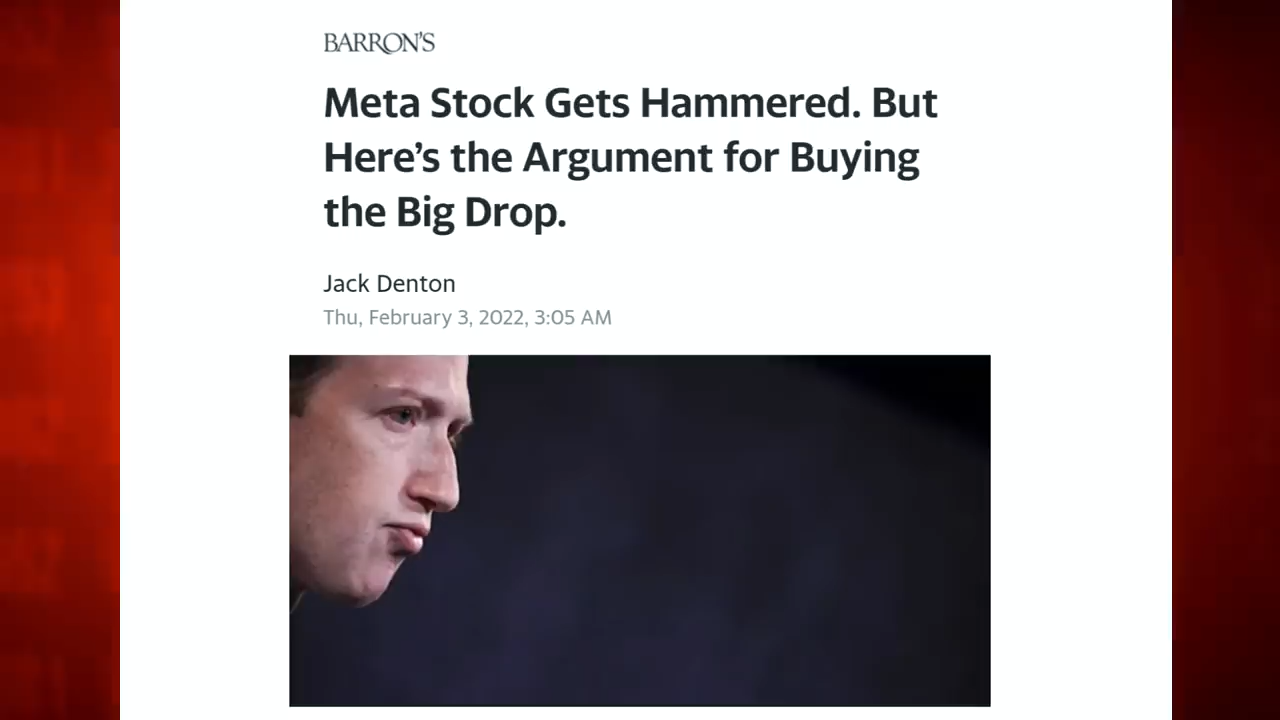 BARRON'S
Meta Stock Gets Hammered. But
Here’s the Argument for Buying
the Big Drop.
Jack Denton
Thu, February 3, 2022, 3:05 AM